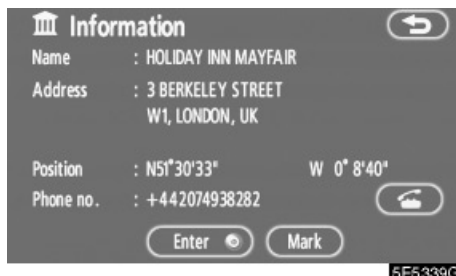 Information
Name : HOLIDAY INN MAYFAIR
Address : 3 BERKELEY STREET
W1, LONDON, UK
Position : N51°30'33" W 0° 8'40"
Phone no. : +442074938282
Enter Mark
5E5339G